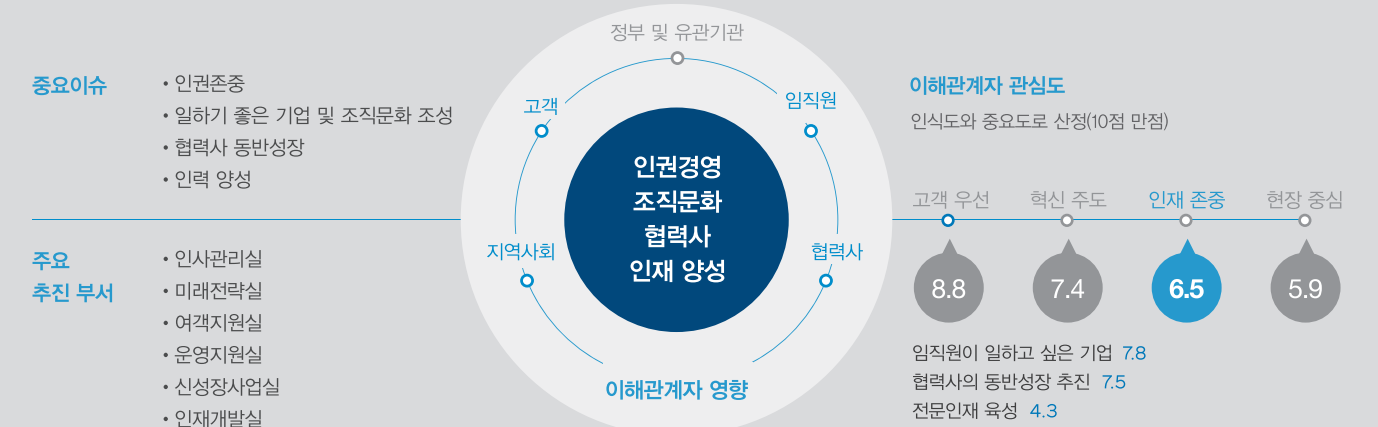 중요이슈
• 인권존중
• 일하기 좋은 기업 및 조직문화 조성
• 협력사 동반성장
• 인력 양성
주요
추진 부서
• 인사관리실
• 미래전략실
• 여객지원실
• 운영지원실
• 신성장사업실
• 인재개발실
정부 및 유관기관
고객
임직원
인권경영
조직문화
협력사
인재 양성
지역사회
협력사
이해관계자 영향
이해관계자 관심도
인식도와 중요도로 산정(10점 만점)
고객 우선 혁신 주도 인재 존중 현장 중심
8.8 7.4 6.5 5.9
임직원이 일하고 싶은 기업 7.8
협력사의 동반성장 추진 7.5
전문인재 육성 4.3